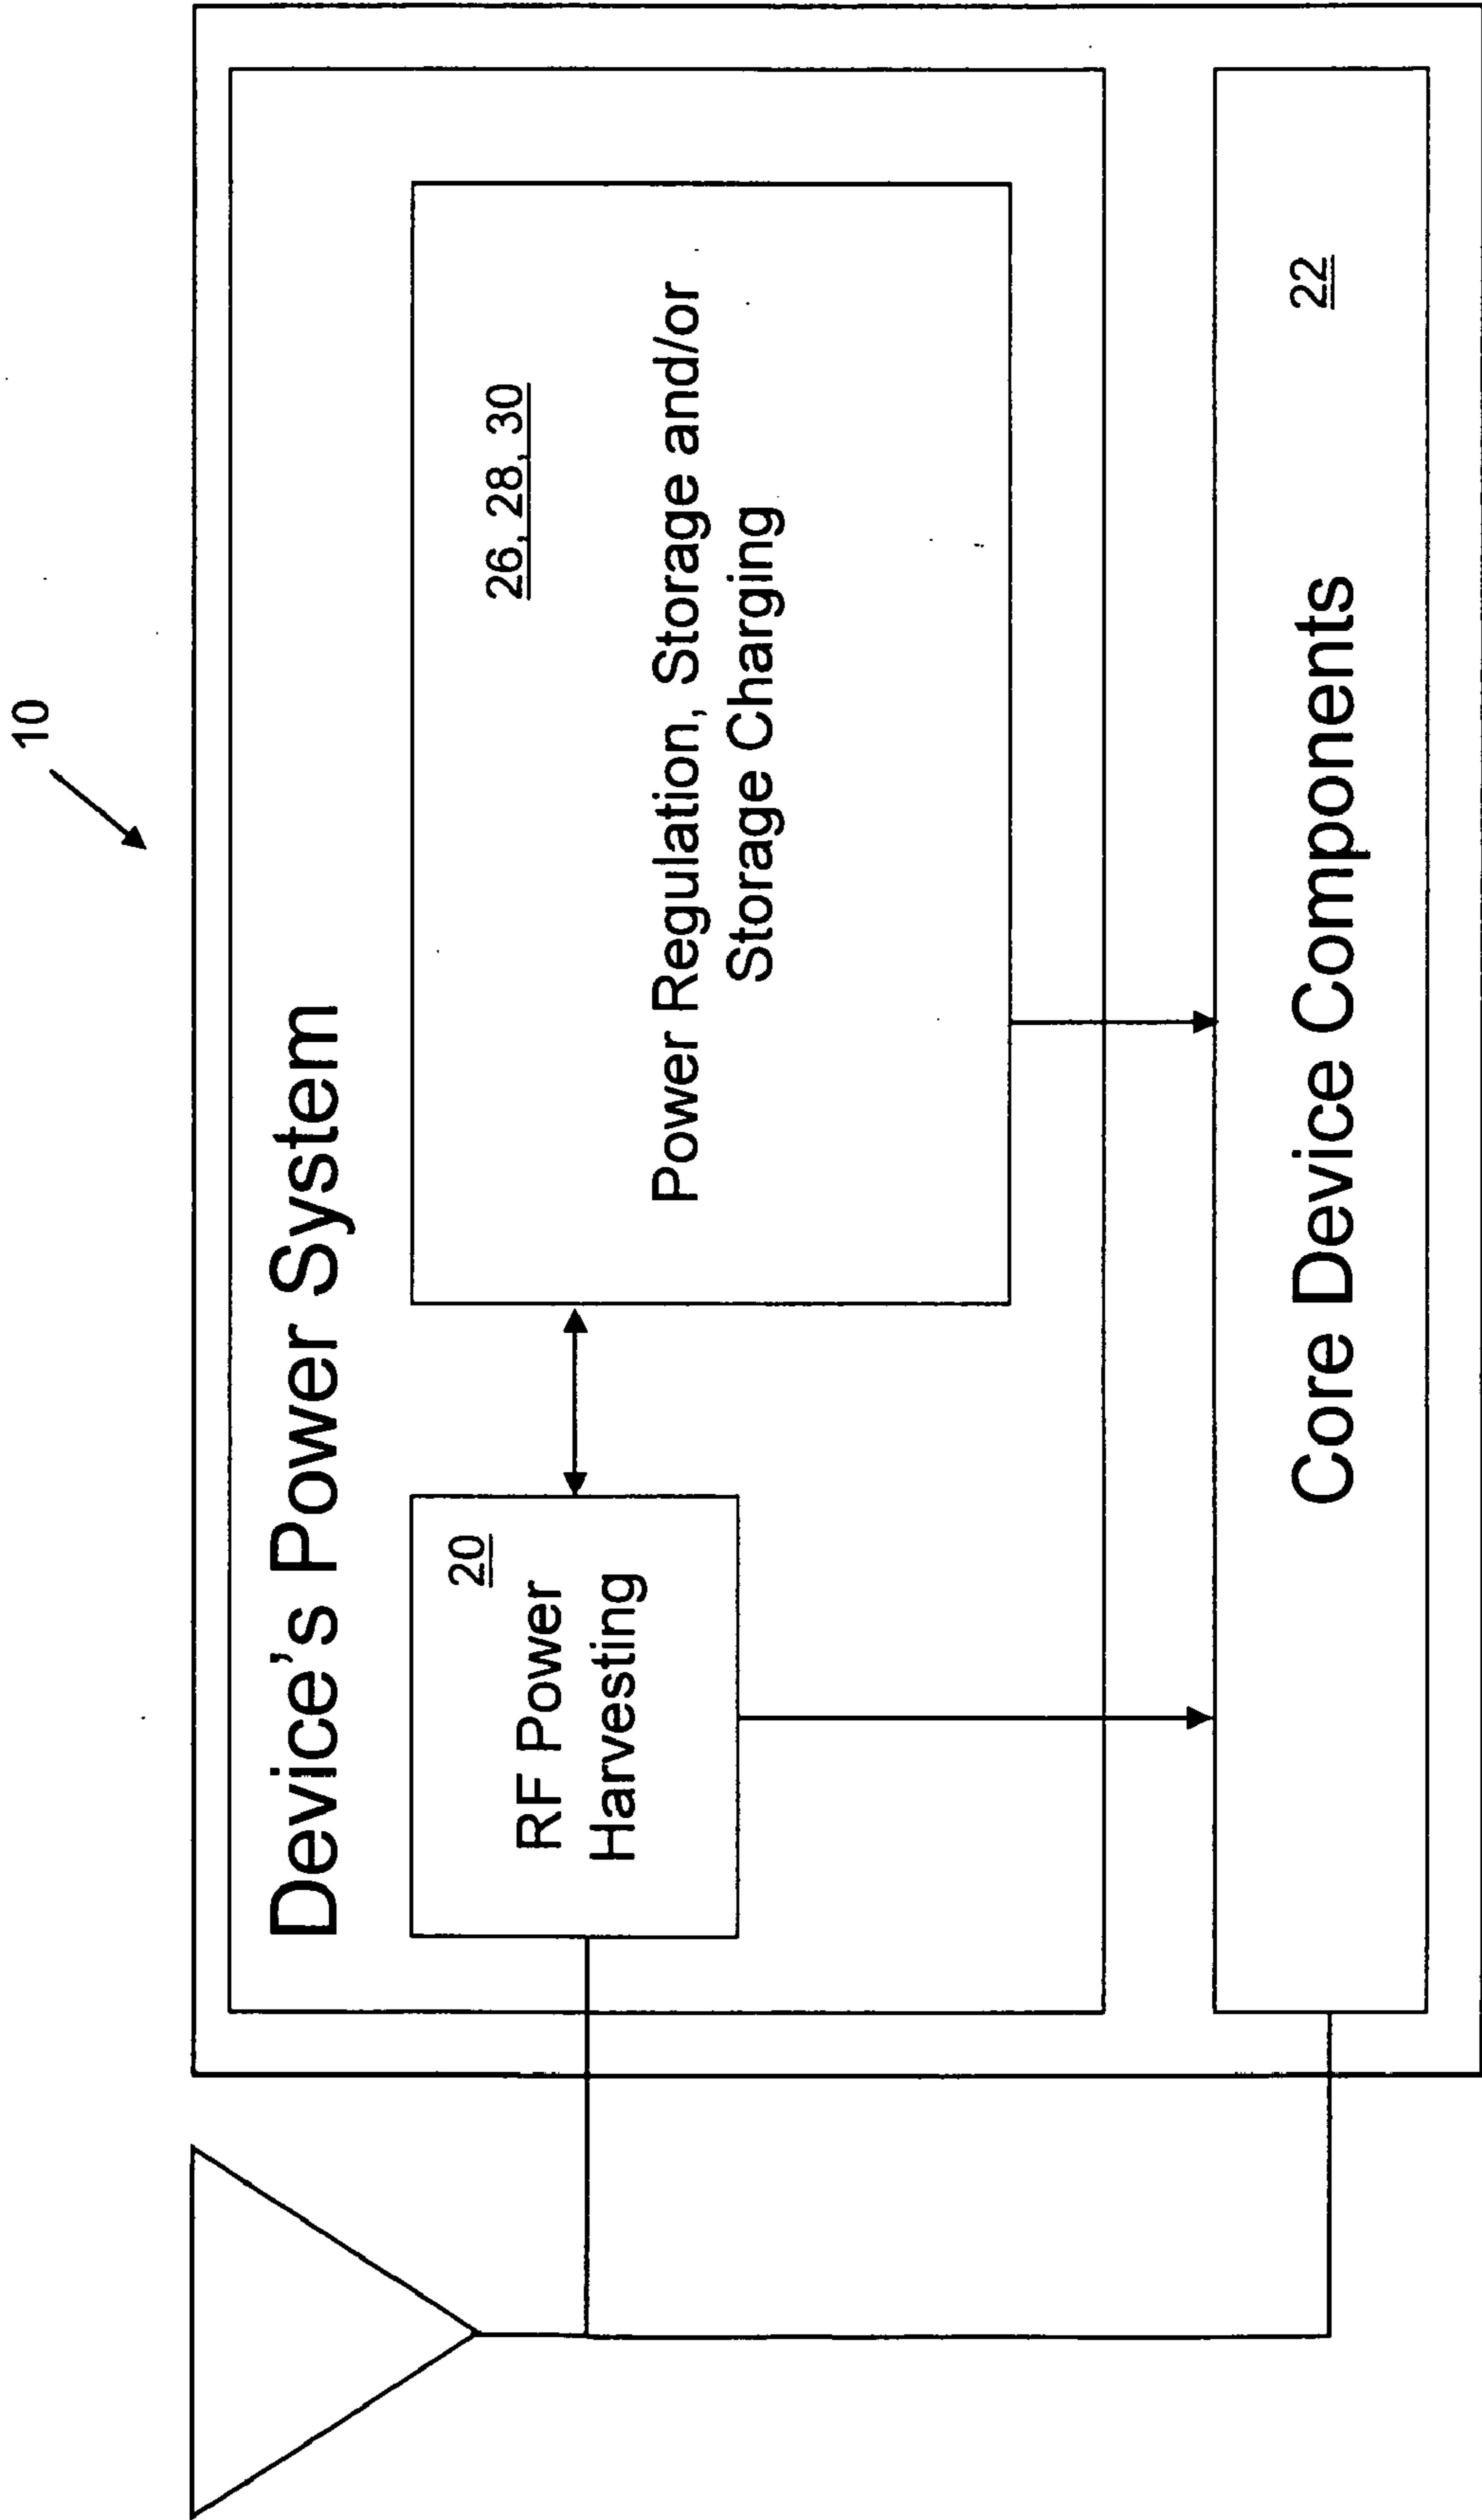 10
Device's Power System
20
RF Power
Harvesting
26, 28, 30
Power Regulation, Storage and/or
Storage Charging
22
Core Device Components